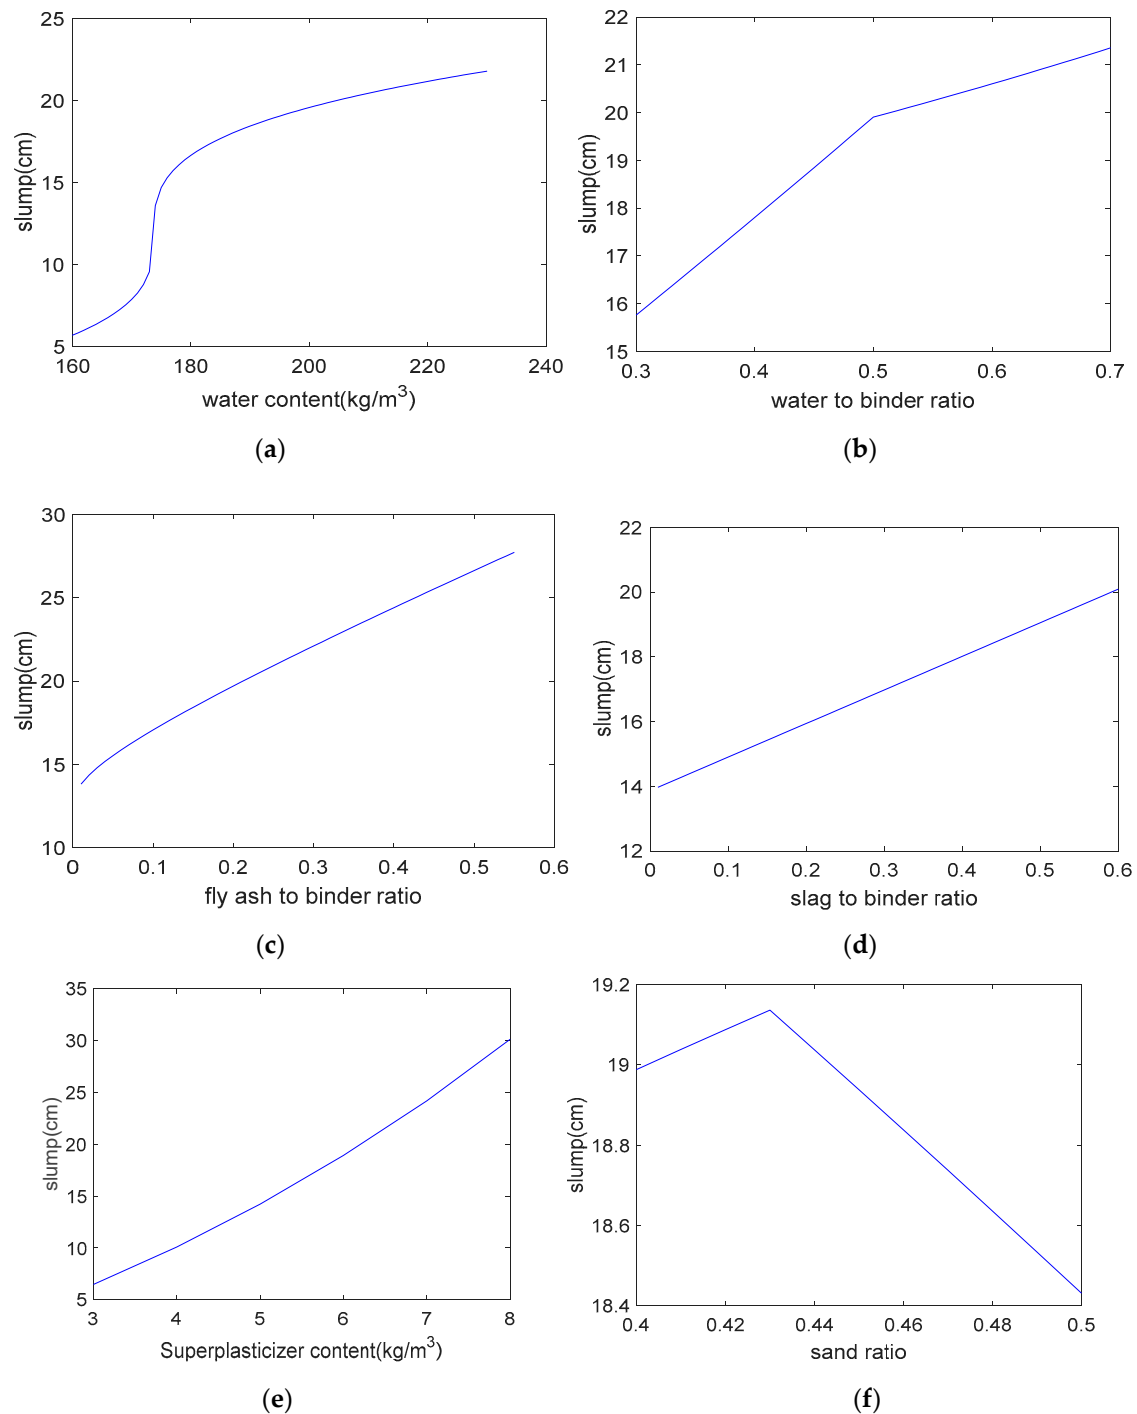 25
20
15
10
5
160 180 200 220 240
slump(cm)
water content(kg/m³)
(a)
22
21
20
19
18
17
16
15
0.3 0.4 0.5 0.6 0.7
slump(cm)
water to binder ratio
(b)
30
25
20
15
10
0 0.1 0.2 0.3 0.4 0.5 0.6
slump(cm)
fly ash to binder ratio
(c)
22
20
18
16
14
12
0 0.1 0.2 0.3 0.4 0.5 0.6
slump(cm)
slag to binder ratio
(d)
35
30
25
20
15
10
5
3 4 5 6 7 8
slump(cm)
Superplasticizer content(kg/m³)
(e)
19.2
19
18.8
18.6
18.4
0.4 0.42 0.44 0.46 0.48 0.5
slump(cm)
sand ratio
(f)